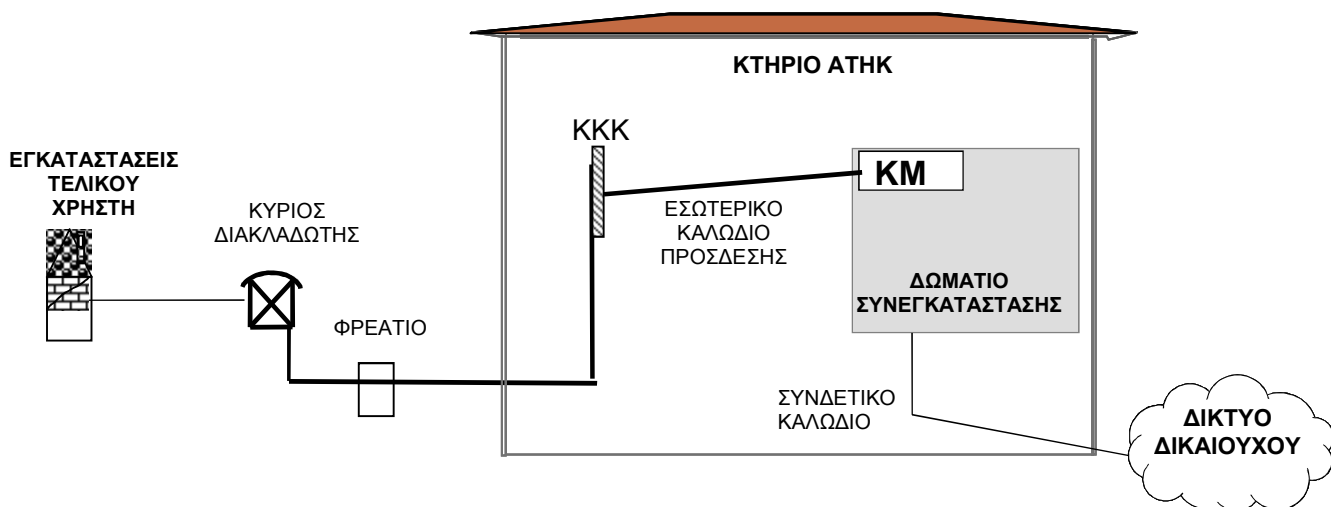 ΚΤΗΡΙΟ ΑΤΗΚ
ΚΚΚ
ΕΓΚΑΤΑΣΤΑΣΕΙΣ
ΤΕΛΙΚΟΥ
ΧΡΗΣΤΗ
ΚΥΡΙΟΣ
ΔΙΑΚΛΑΔΩΤΗΣ
ΦΡΕΑΤΙΟ
ΕΣΩΤΕΡΙΚΟ
ΚΑΛΩΔΙΟ
ΠΡΟΣΔΕΣΗΣ
ΚΜ
ΔΩΜΑΤΙΟ
ΣΥΝΕΓΚΑΤΑΣΤΑΣΗΣ
ΣΥΝΔΕΤΙΚΟ
ΚΑΛΩΔΙΟ
ΔΙΚΤΥΟ
ΔΙΚΑΙΟΥΧΟΥ